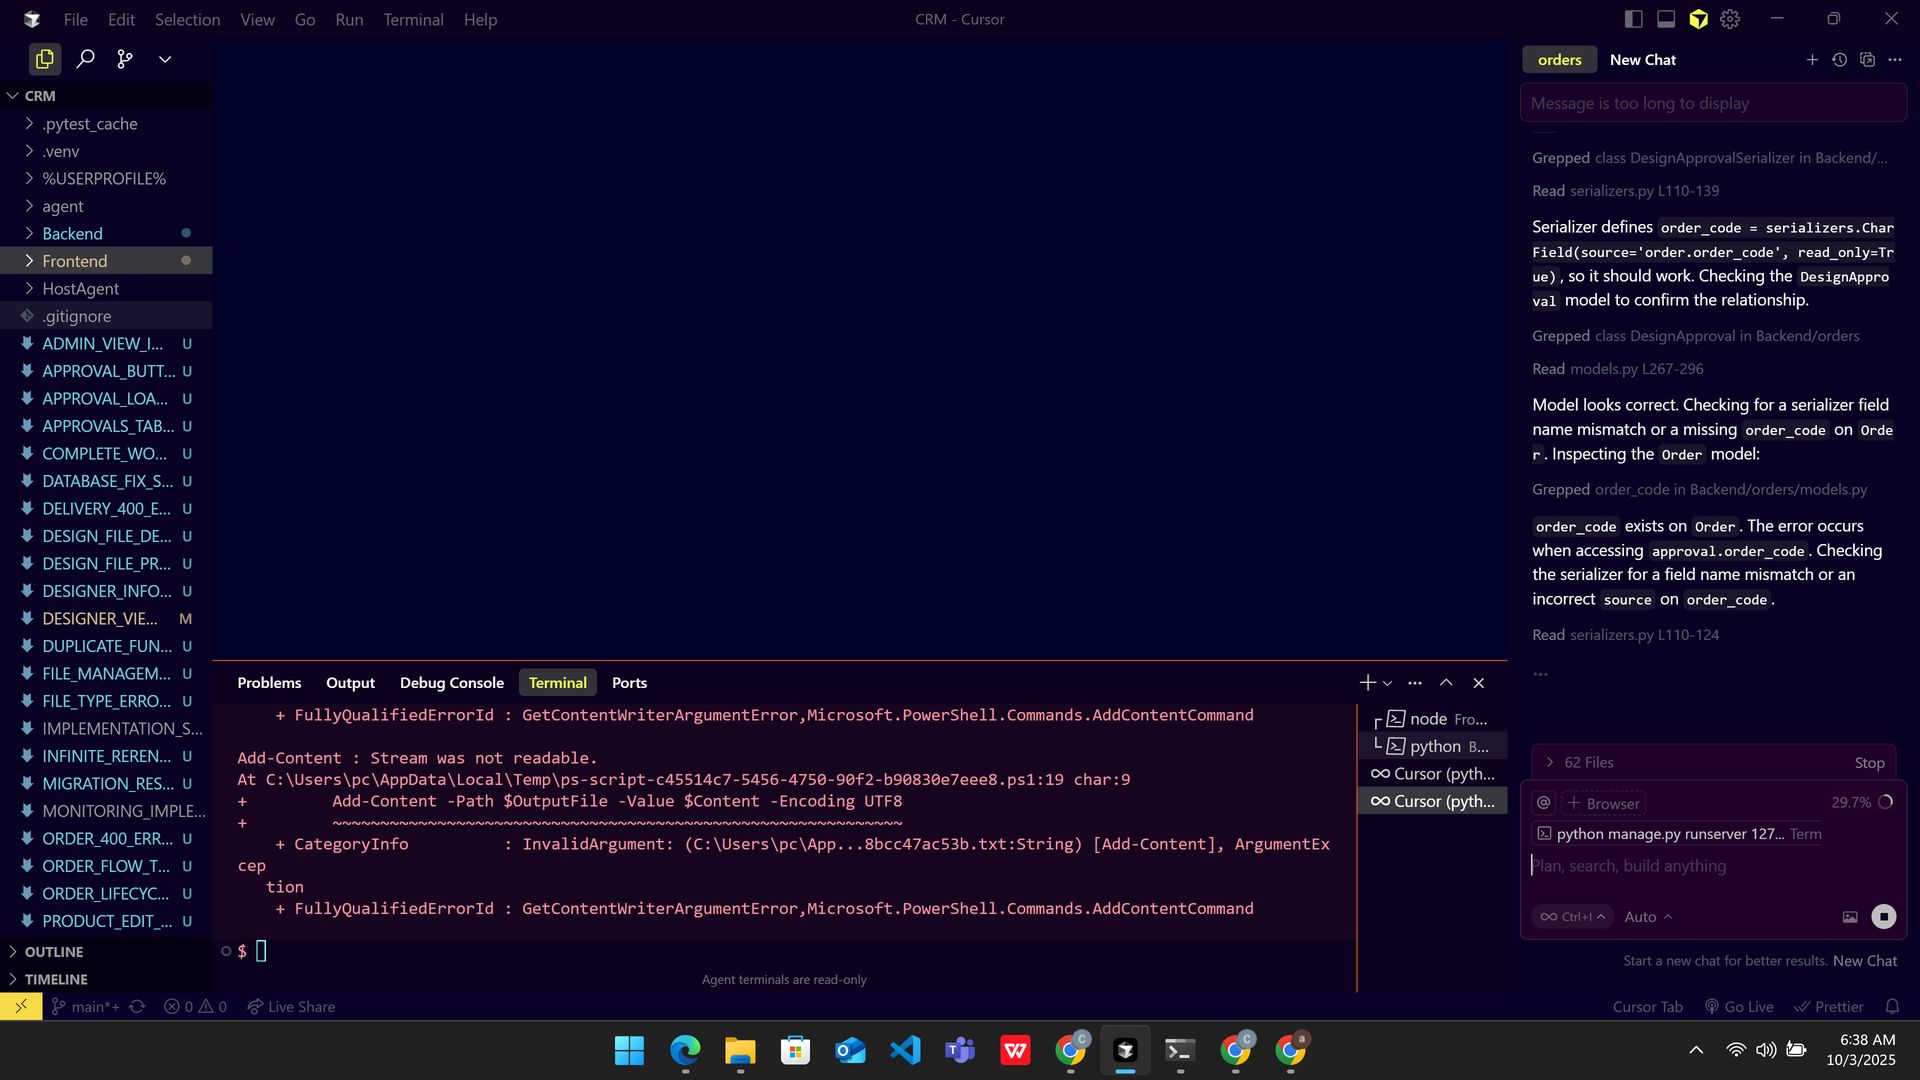 File Edit Selection View Go Run Terminal Help
CRM - Cursor
CRM
.pytest_cache
.venv
%USERPROFILE%
agent
Backend
Frontend
HostAgent
.gitignore
ADMIN_VIEW_I... U
APPROVAL_BUTT... U
APPROVAL_LOA... U
APPROVALS_TAB... U
COMPLETE_WO... U
DATABASE_FIX_S... U
DELIVERY_400_E... U
DESIGN_FILE_DE... U
DESIGN_FILE_PR... U
DESIGNER_INFO... U
DESIGNER_VIE... M
DUPLICATE_FUN... U
FILE_MANAGEM... U
FILE_TYPE_ERRO... U
IMPLEMENTATION_S...
INFINITE_REREN... U
MIGRATION_RES... U
MONITORING_IMPLE...
ORDER_400_ERR... U
ORDER_FLOW_T... U
ORDER_LIFECYC... U
PRODUCT_EDIT_... U
OUTLINE
TIMELINE
Problems Output Debug Console Terminal Ports
+ FullyQualifiedErrorId : GetContentWriterArgumentError,Microsoft.PowerShell.Commands.AddContentCommand
Add-Content : Stream was not readable.
At C:\Users\pc\AppData\Local\Temp\ps-script-c45514c7-5456-4750-90f2-b90830e7eee8.ps1:19 char:9
+         Add-Content -Path $OutputFile -Value $Content -Encoding UTF8
+         ~~~~~~~~~~~~~~~~~~~~~~~~~~~~~~~~~~~~~~~~~~~~~~~~~~~~~~~~~~~~
+ CategoryInfo          : InvalidArgument: (C:\Users\pc\App...8bcc47ac53b.txt:String) [Add-Content], ArgumentEx
cep
tion
+ FullyQualifiedErrorId : GetContentWriterArgumentError,Microsoft.PowerShell.Commands.AddContentCommand
$
Agent terminals are read-only
node Fro...
python B...
Cursor (pyth...
Cursor (pyth...
orders New Chat
Message is too long to display
Grepped class DesignApprovalSerializer in Backend/...
Read serializers.py L110-139
Serializer defines order_code = serializers.Char
Field(source='order.order_code', read_only=Tr
ue), so it should work. Checking the DesignAppro
val model to confirm the relationship.
Grepped class DesignApproval in Backend/orders
Read models.py L267-296
Model looks correct. Checking for a serializer field
name mismatch or a missing order_code on Orde
r. Inspecting the Order model:
Grepped order_code in Backend/orders/models.py
order_code exists on Order. The error occurs
when accessing approval.order_code. Checking
the serializer for a field name mismatch or an
incorrect source on order_code.
Read serializers.py L110-124
...
62 Files Stop
@ + Browser 29.7%
python manage.py runserver 127... Term
Plan, search, build anything
∞ Ctrl+I Auto
Start a new chat for better results. New Chat
main*+ 0 0 Live Share
Cursor Tab Go Live Prettier
6:38 AM
10/3/2025